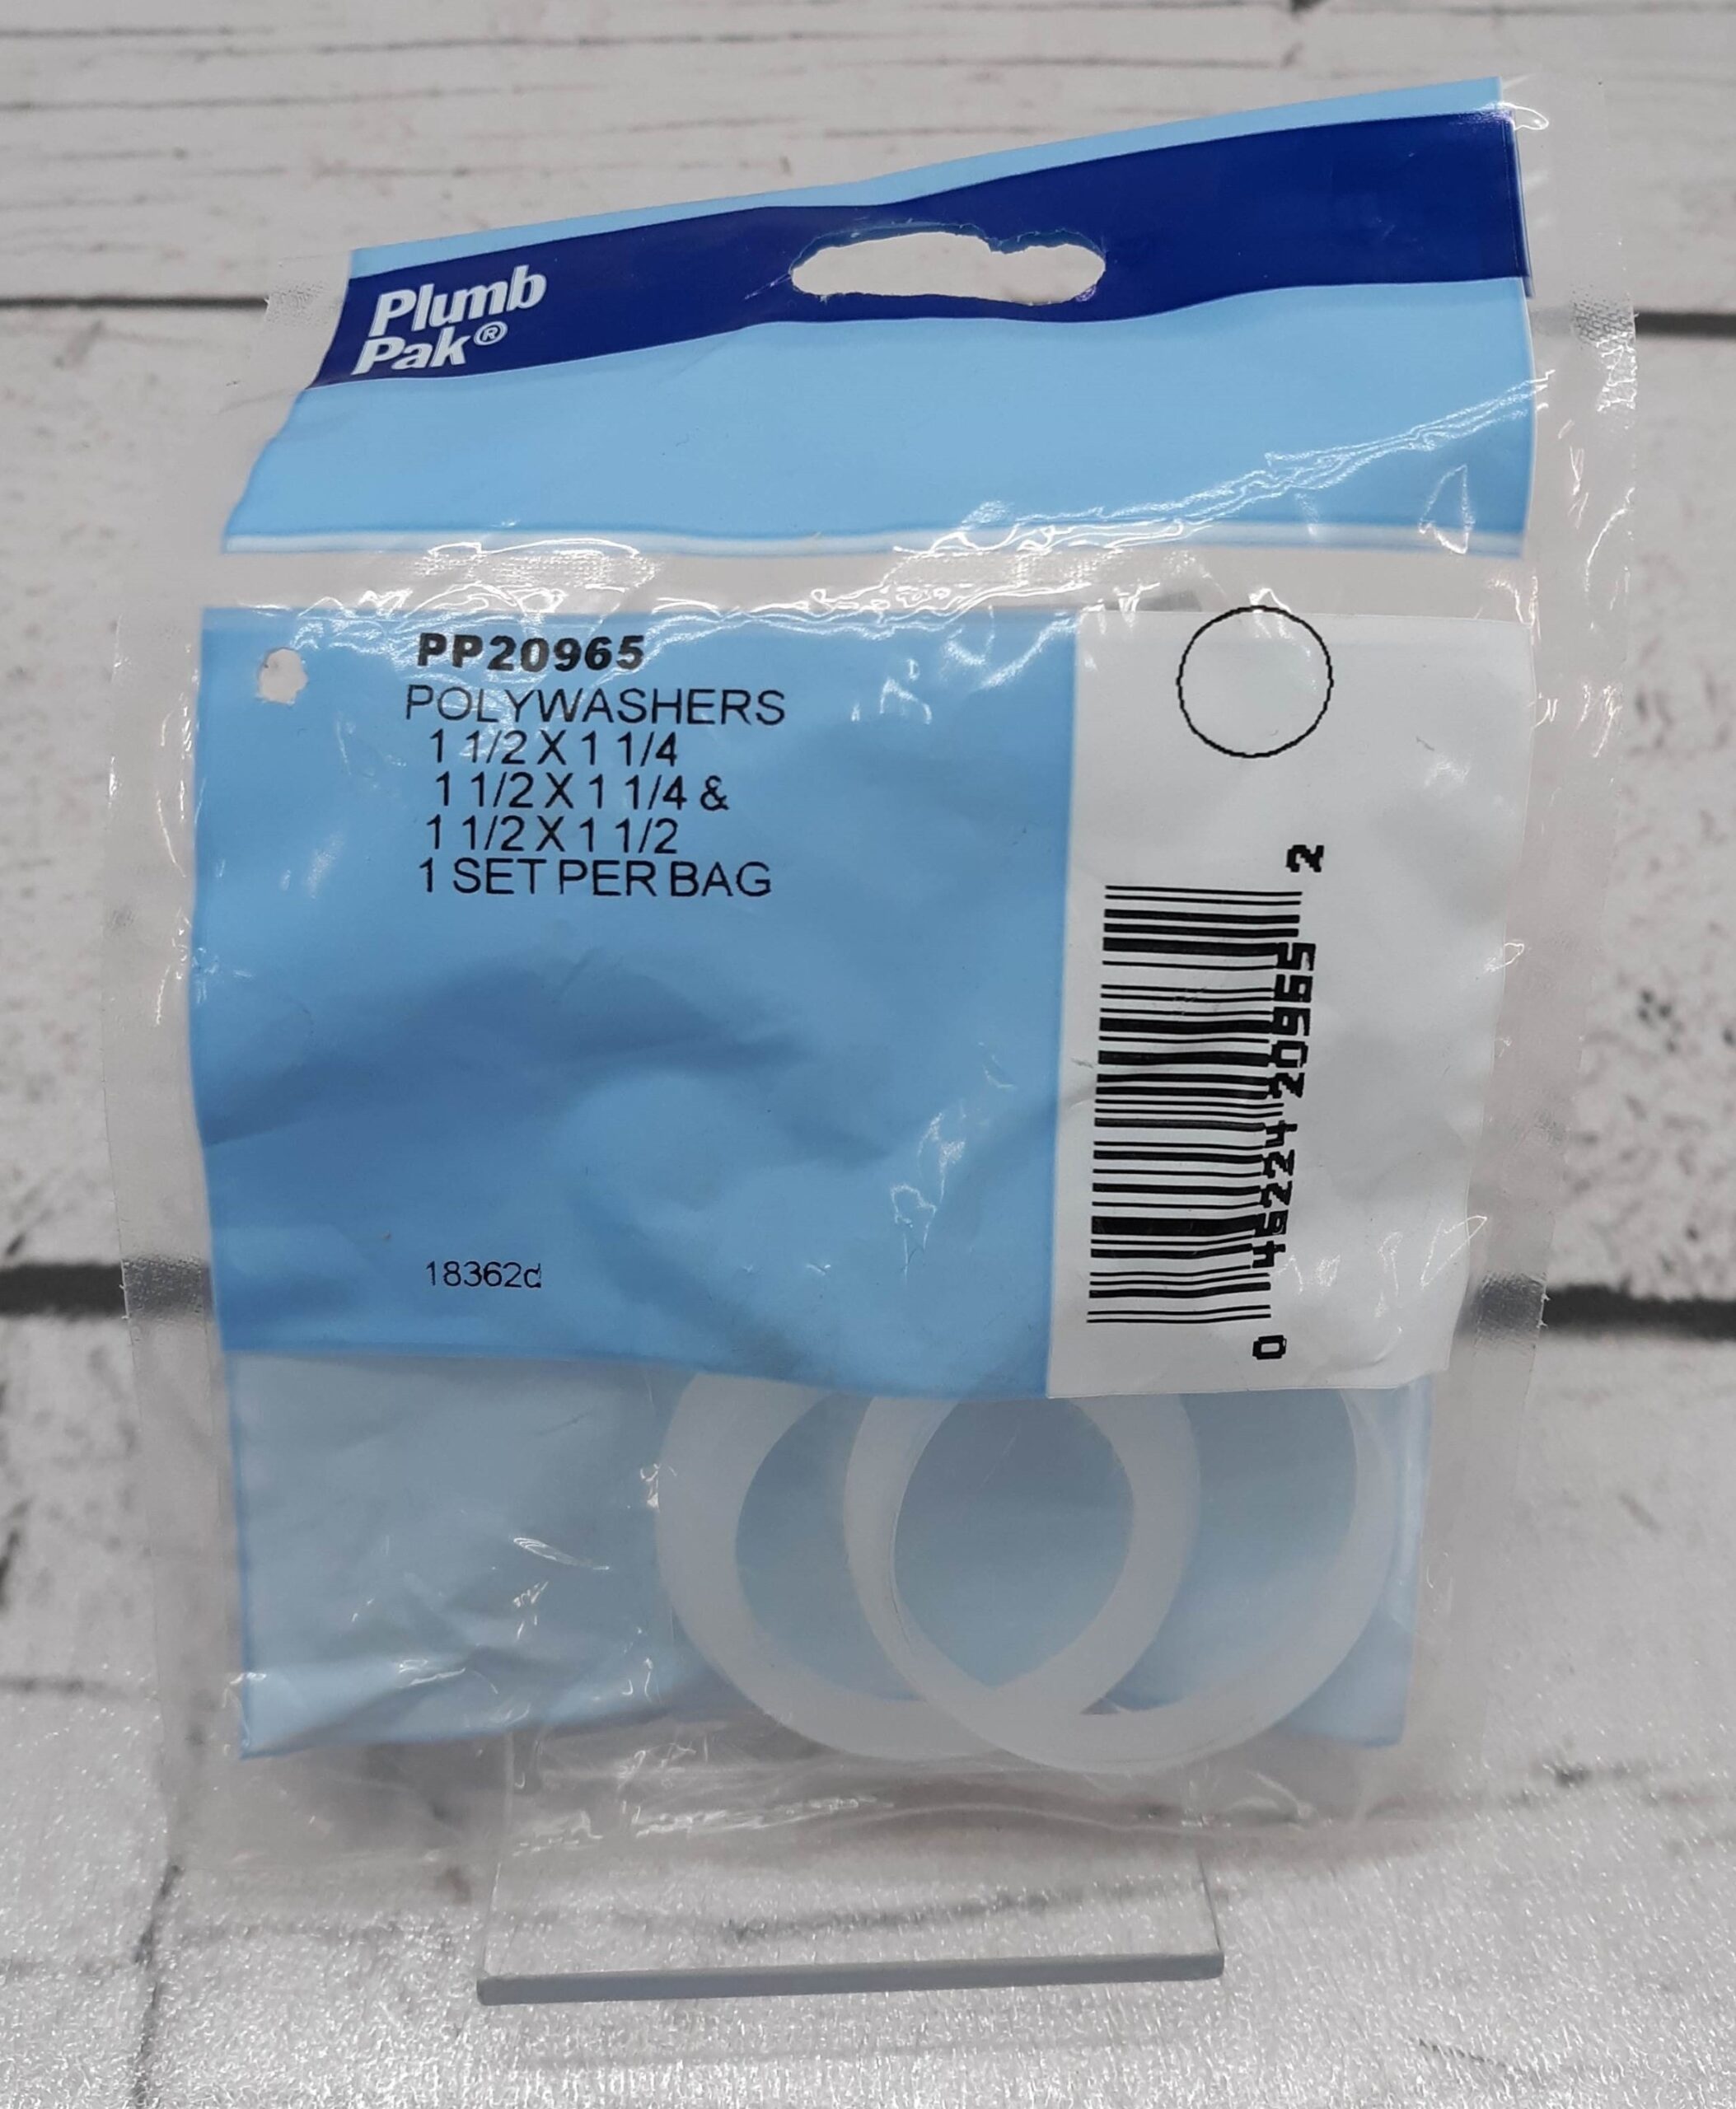 Plumb
Pak®
PP20965
POLYWASHERS
1 1/2 X 1 1/4
1 1/2 X 1 1/4 &
1 1/2 X 1 1/2
1 SET PER BAG
18362d
0 46224 20965 2